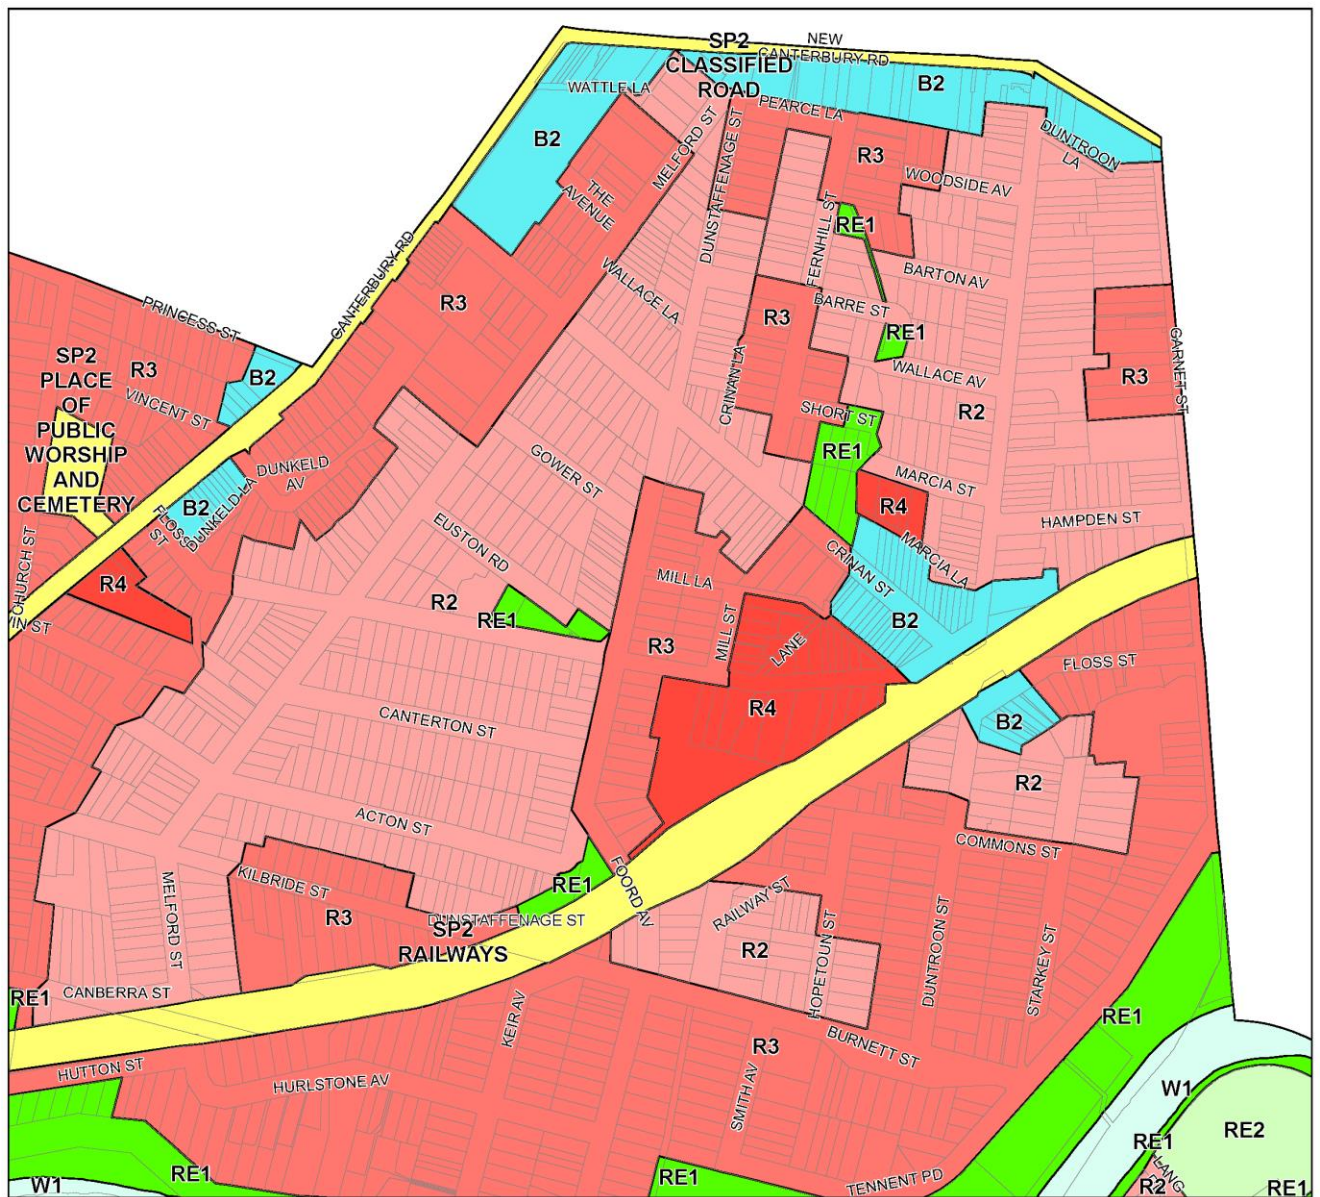 SP2
CLASSIFIED
ROAD
NEW
CANTERBURY RD
WATTLE LA
B2
PEARCE LA
B2
MELFORD ST
DUNSTAFFENAGE ST
R3
DUNTROON
LA
WOODSIDE AV
THE
AVENUE
FERNHILL ST
RE1
WALLACE LA
BARTON AV
CANTERBURY RD
R3
BARRE ST
R3
RE1
PRINCESS ST
SP2
PLACE
OF
PUBLIC
WORSHIP
AND
CEMETERY
R3
B2
VINCENT ST
CRINAN LA
WALLACE AV
R3
GARNET ST
R2
SHORT ST
RE1
DUNKELD
AV
GOWER ST
MARCIA ST
R4
B2
DUNKELD LA
FLOSS
ST
EUSTON RD
HAMPDEN ST
MARCIA LA
CRINAN ST
R4
MILL LA
R2
RE1
B2
R3
MILL ST
LANE
FLOSS ST
R4
CANTERTON ST
B2
R2
ACTON ST
COMMONS ST
KILBRIDE ST
MELFORD ST
RE1
FOORD AV
R3
DUNSTAFFENAGE ST
SP2
RAILWAYS
RAILWAY ST
R2
HOPETOUN ST
DUNTROON ST
STARKEY ST
RE1
CANBERRA ST
KEIR AV
RE1
R3
BURNETT ST
HUTTON ST
HURLSTONE AV
SMITH AV
W1
RE1
RE2
RE1
RE1
TENNENT PD
W1
R2
RE1